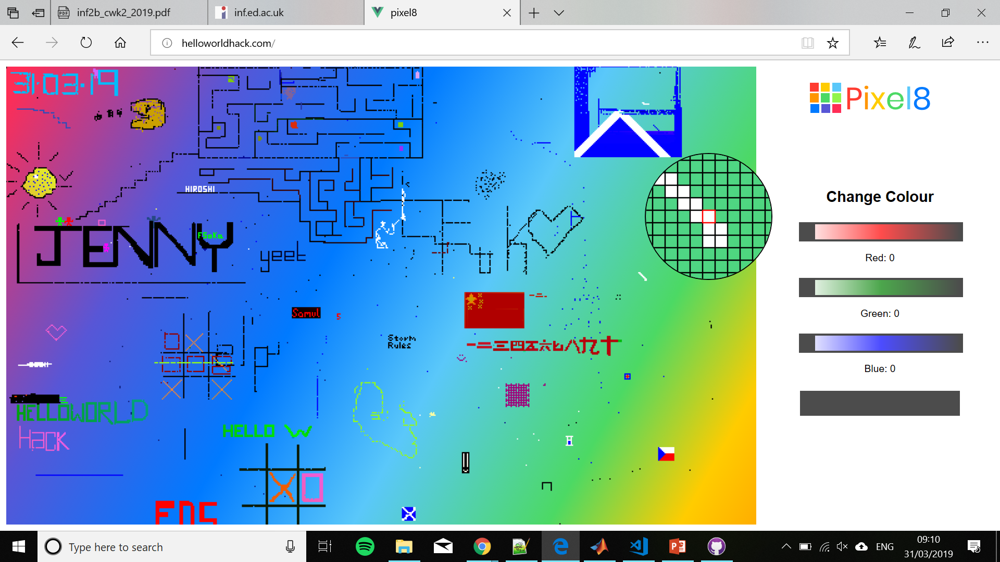 inf2b_cwk2_2019.pdf
inf.ed.ac.uk
pixel8
helloworldhack.com/
31·03·19
Pixel8
HIROSHI
Change Colour
JENNY
FSoKa
yeet
Red: 0
Green: 0
Samul
S
Storm
Rules
一二三四五六七八九十
Blue: 0
HELLOWORLD
HacK
HELLO W
Type here to search
ENG
09:10
31/03/2019